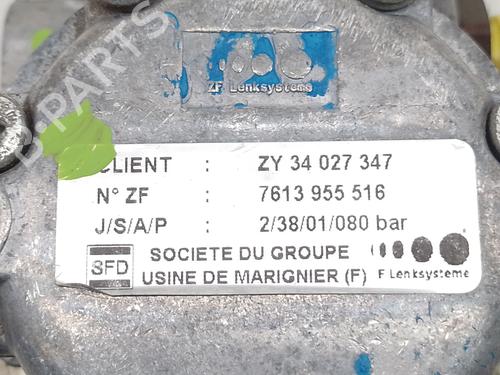 ZF Lenksysteme
CLIENT : ZY 34 027 347
N° ZF : 7613 955 516
J/S/A/P : 2/38/01/080 bar
SFD SOCIETE DU GROUPE
USINE DE MARIGNIER (F) F Lenksysteme
B-PARTS